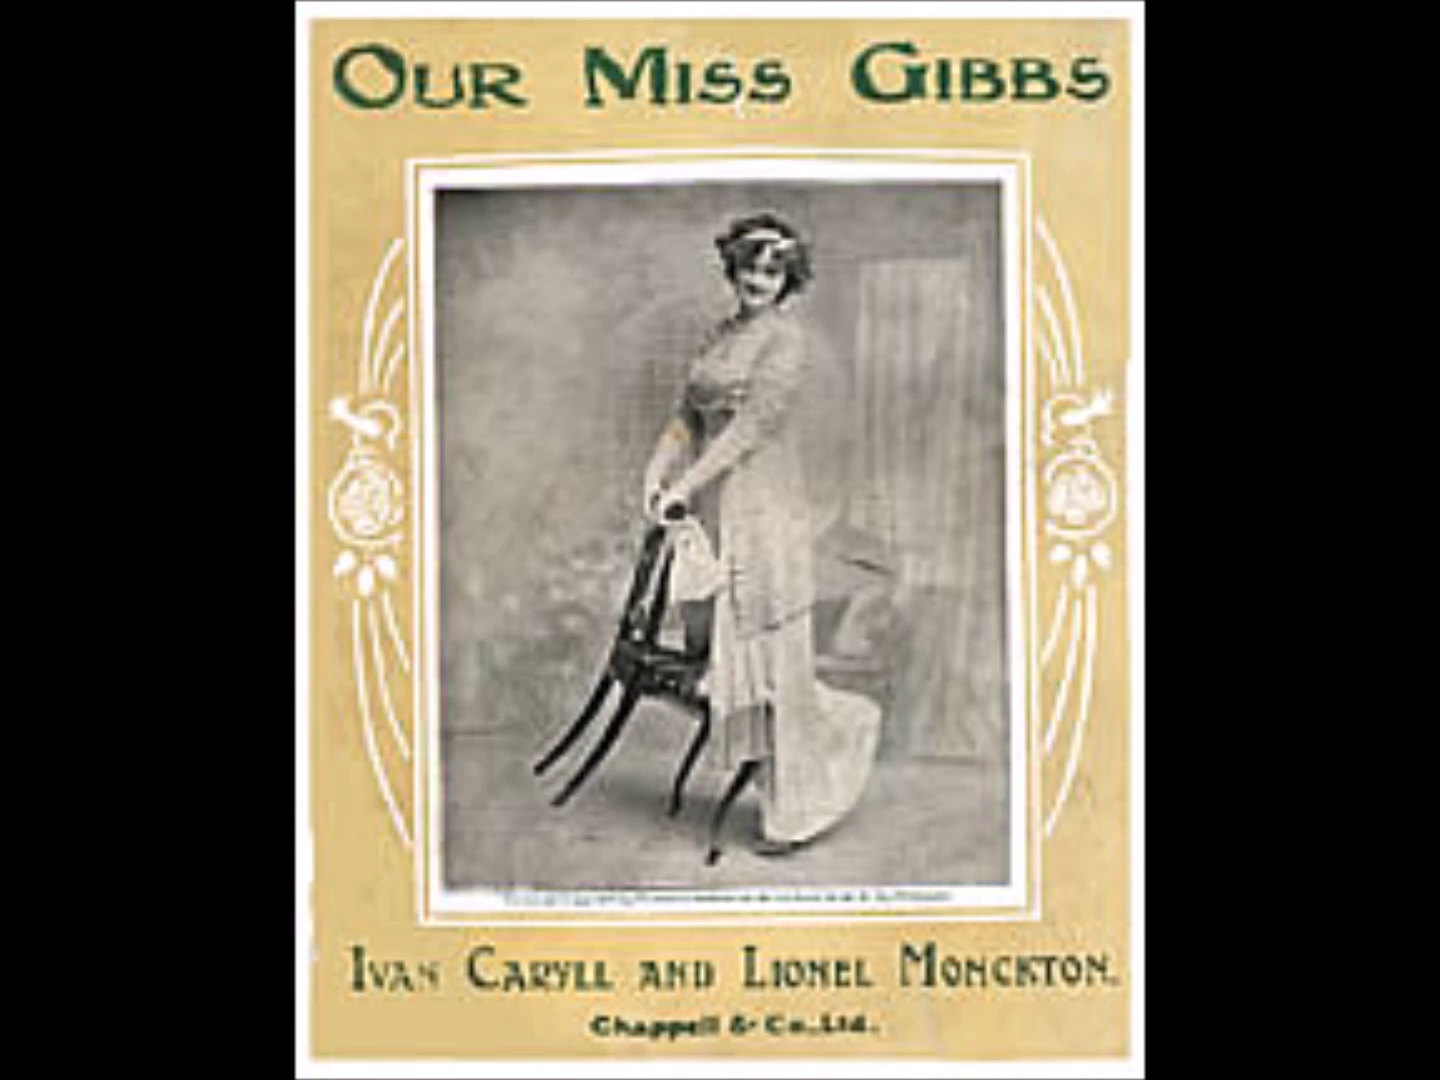 OUR MISS GIBBS
IVAN CARYLL AND LIONEL MONCKTON.
Chappell & Co., Ltd.